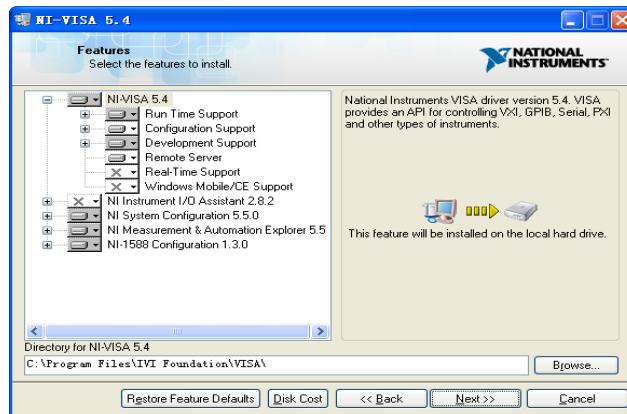 NI-VISA 5.4
Features
Select the features to install.
NATIONAL
INSTRUMENTS
NI-VISA 5.4
Run Time Support
Configuration Support
Development Support
Remote Server
Real-Time Support
Windows Mobile/CE Support
NI Instrument I/O Assistant 2.8.2
NI System Configuration 5.5.0
NI Measurement & Automation Explorer 5.5
NI-1588 Configuration 1.3.0
National Instruments VISA driver version 5.4. VISA
provides an API for controlling VXI, GPIB, Serial, PXI
and other types of instruments.
This feature will be installed on the local hard drive.
Directory for NI-VISA 5.4
C:\Program Files\IVI Foundation\VISA\
Browse...
Restore Feature Defaults
Disk Cost
<< Back
Next >>
Cancel